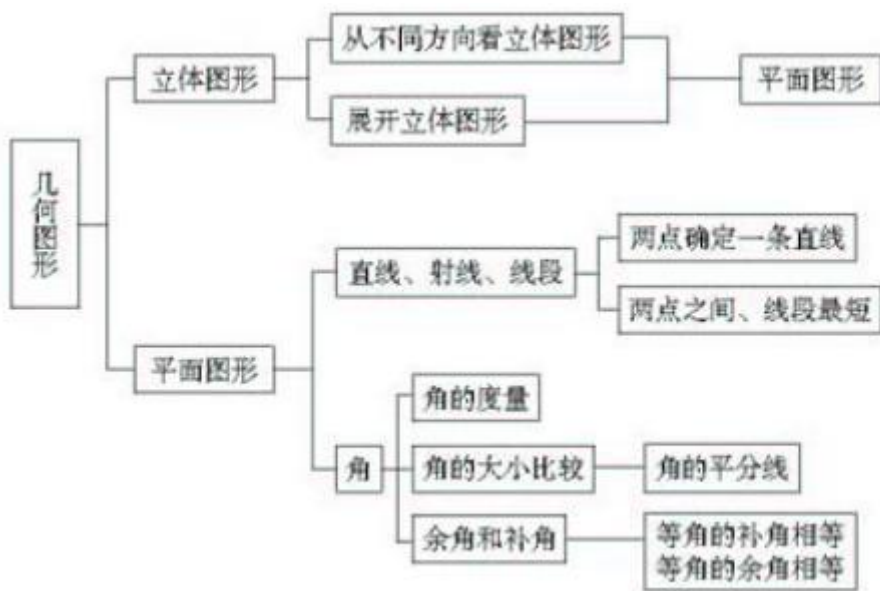 几何图形
立体图形
从不同方向看立体图形
展开立体图形
平面图形
平面图形
直线、射线、线段
两点确定一条直线
两点之间、线段最短
角
角的度量
角的大小比较
角的平分线
余角和补角
等角的补角相等
等角的余角相等